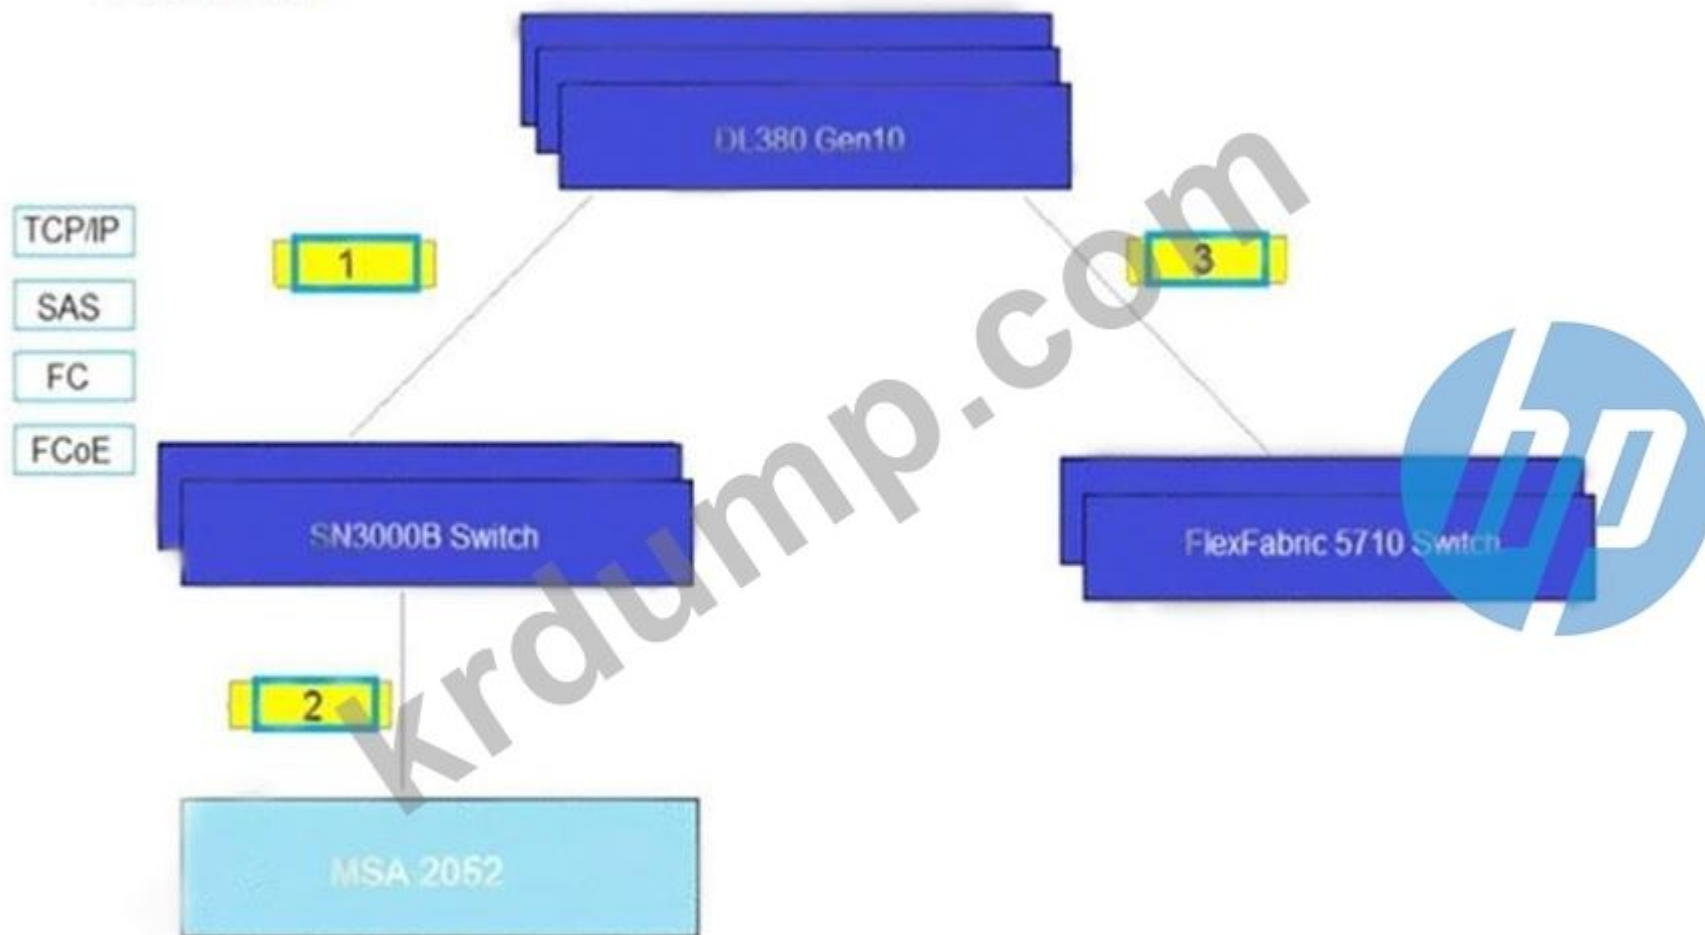 DL380 Gen10
TCP/IP
1
3
SAS
FC
FCoE
SN3000B Switch
FlexFabric 5710 Switch
hp
2
MSA 2052
krdump.com